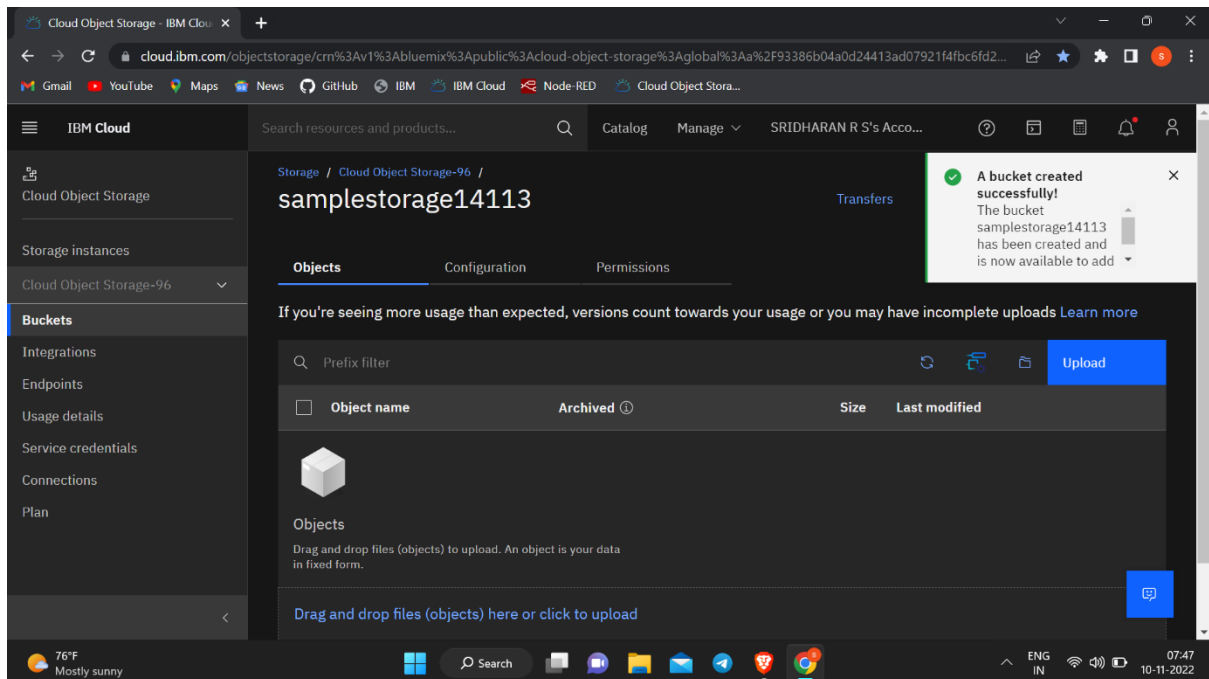 Cloud Object Storage - IBM Clou
cloud.ibm.com/objectstorage/crn%3Av1%3Abluemix%3Apublic%3Acloud-object-storage%3Aglobal%3Aa%2F93386b04a0d24413ad07921f4fbc6fd2...
S
Gmail YouTube Maps News GitHub IBM IBM Cloud Node-RED Cloud Object Stora...
IBM Cloud
Search resources and products...
Catalog
Manage
SRIDHARAN R S's Acco...
Cloud Object Storage
Storage instances
Cloud Object Storage-96
Buckets
Integrations
Endpoints
Usage details
Service credentials
Connections
Plan
Storage / Cloud Object Storage-96 /
samplestorage14113
Transfers
A bucket created
successfully!
The bucket
samplestorage14113
has been created and
is now available to add
Objects Configuration Permissions
If you're seeing more usage than expected, versions count towards your usage or you may have incomplete uploads Learn more
Prefix filter
Upload
Object name Archived Size Last modified
Objects
Drag and drop files (objects) to upload. An object is your data
in fixed form.
Drag and drop files (objects) here or click to upload
76°F
Mostly sunny
Search
ENG
IN
07:47
10-11-2022